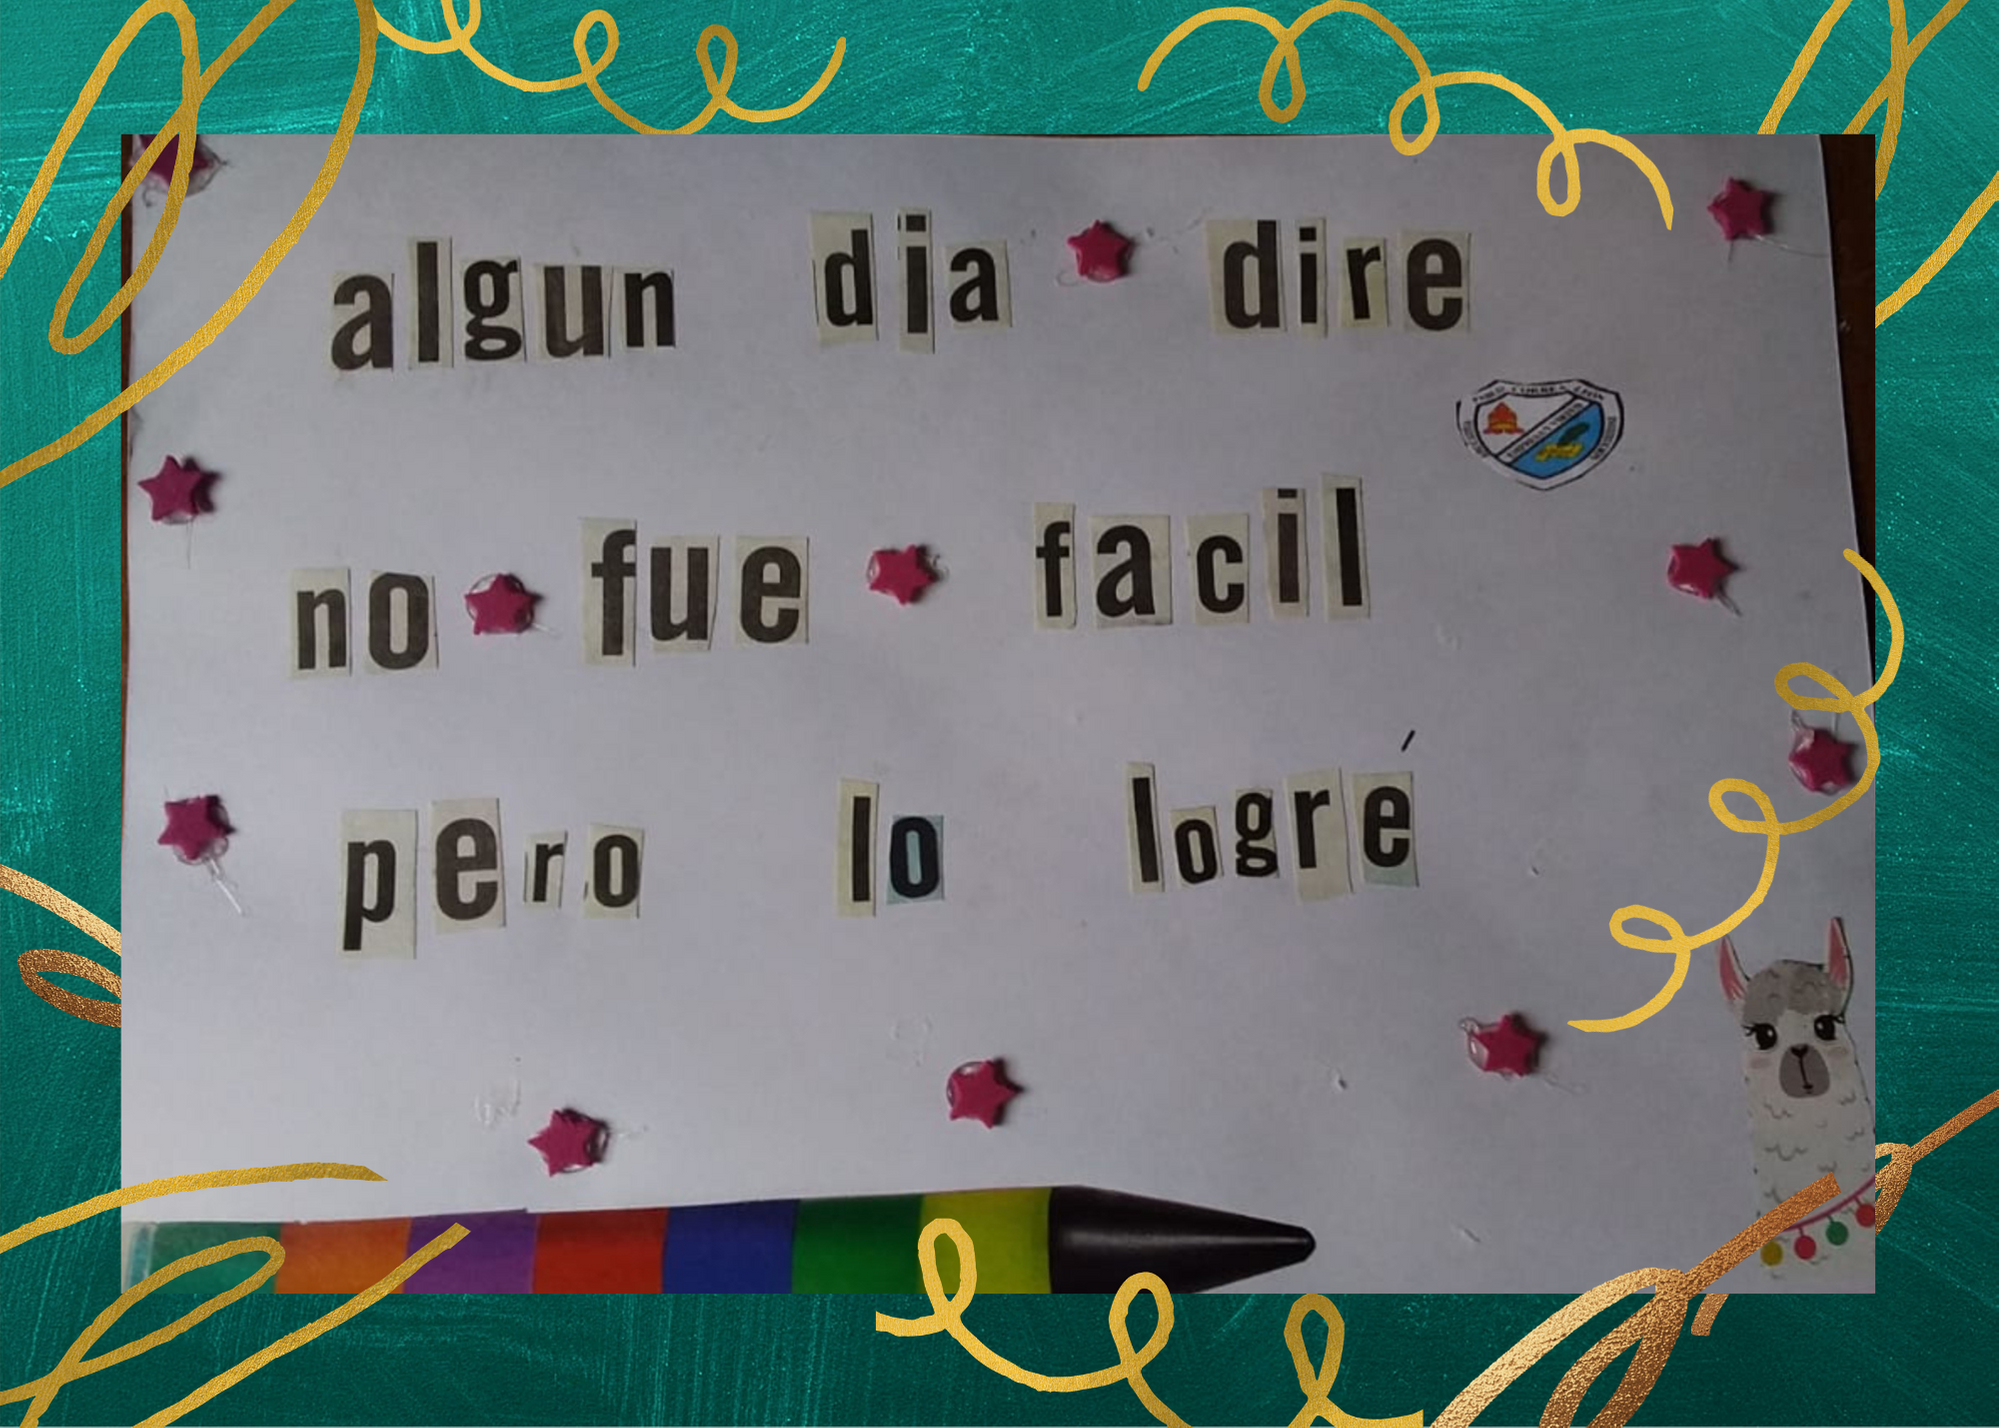 algun dia dire
no fue facil
pero lo logré